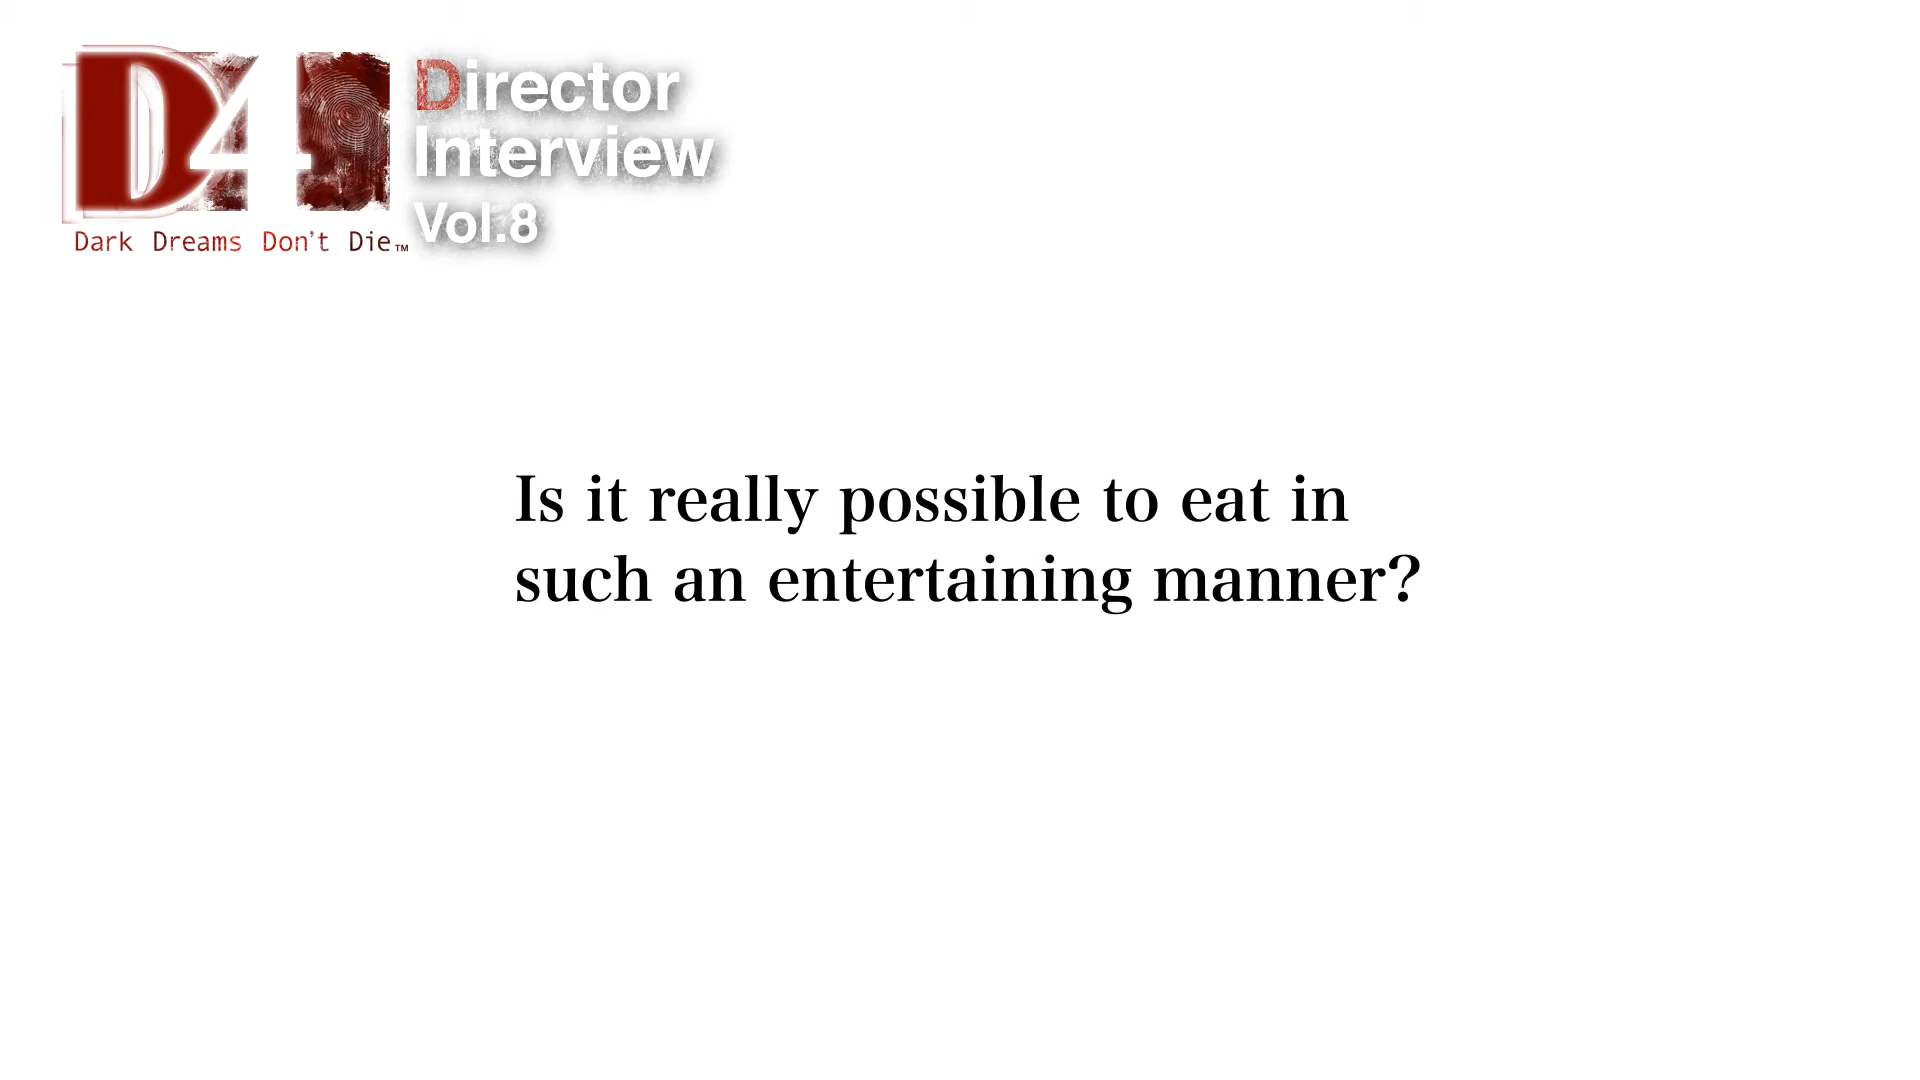 D4
Dark Dreams Don't Die™
Director
Interview
Vol.8
Is it really possible to eat in
such an entertaining manner?